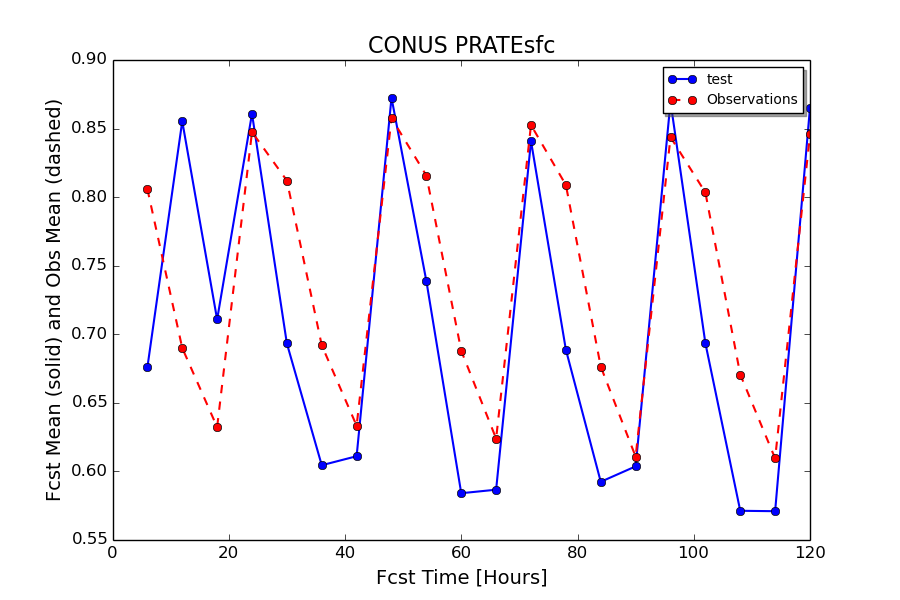 CONUS PRATEsfc
test
Observations
Fcst Mean (solid) and Obs Mean (dashed)
0.90
0.85
0.80
0.75
0.70
0.65
0.60
0.55
0 20 40 60 80 100 120
Fcst Time [Hours]